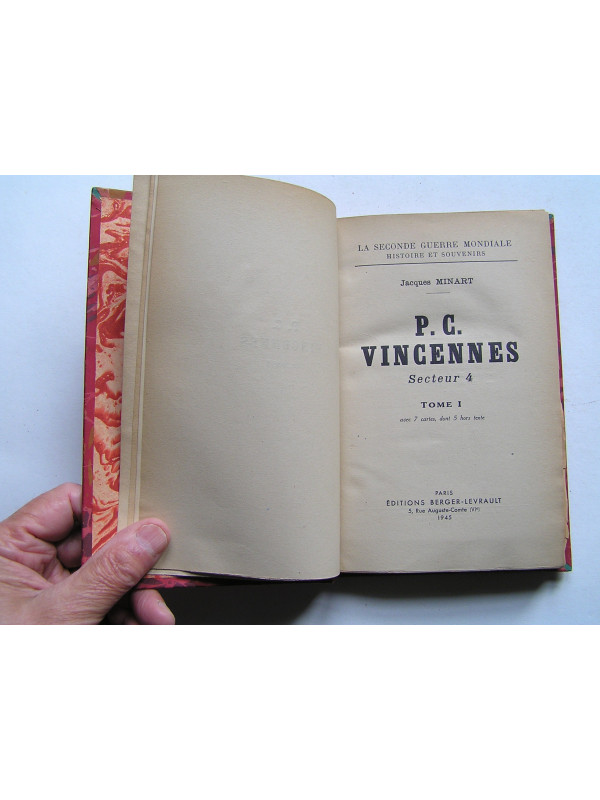 LA SECONDE GUERRE MONDIALE
HISTOIRE ET SOUVENIRS
Jacques MINART
P. C.
VINCENNES
Secteur 4
TOME I
avec 7 cartes, dont 5 hors texte
PARIS
ÉDITIONS BERGER-LEVRAULT
5, Rue Auguste-Comte (VIᵉ)
1945